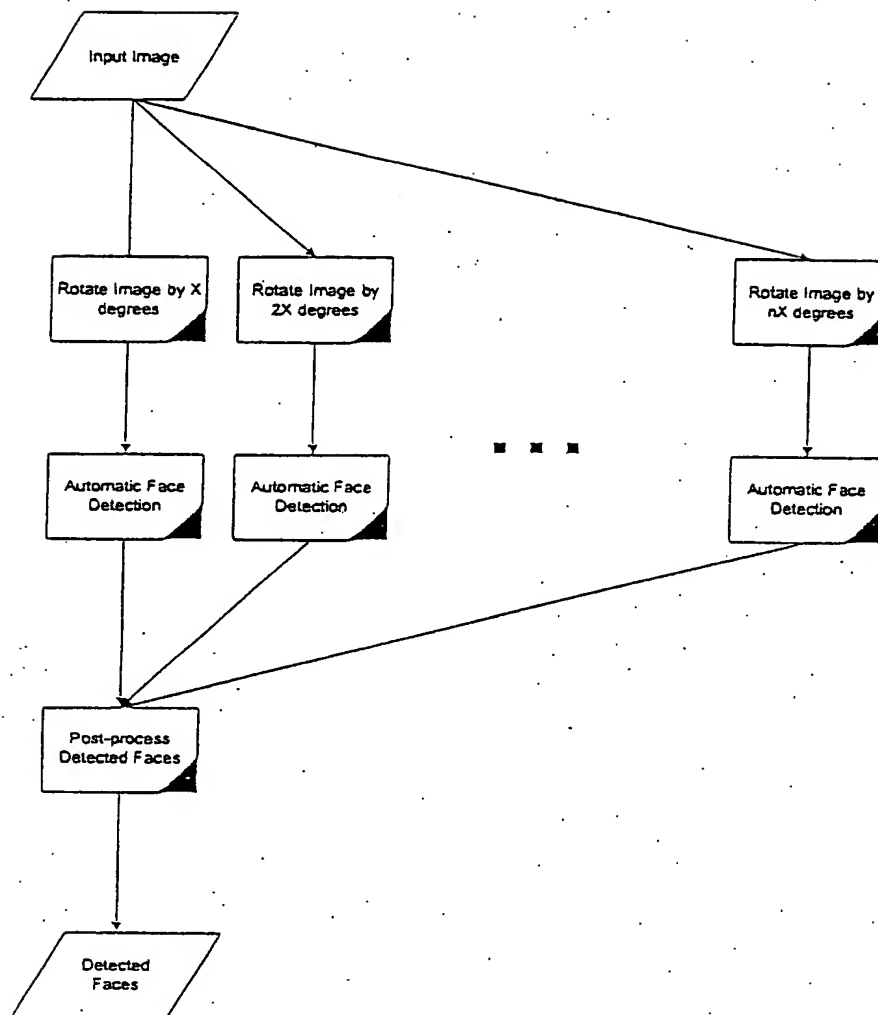 Input Image
Rotate Image by X
degrees
Rotate Image by
2X degrees
Rotate Image by
nX degrees
Automatic Face
Detection
Automatic Face
Detection
Automatic Face
Detection
Post-process
Detected Faces
Detected
Faces